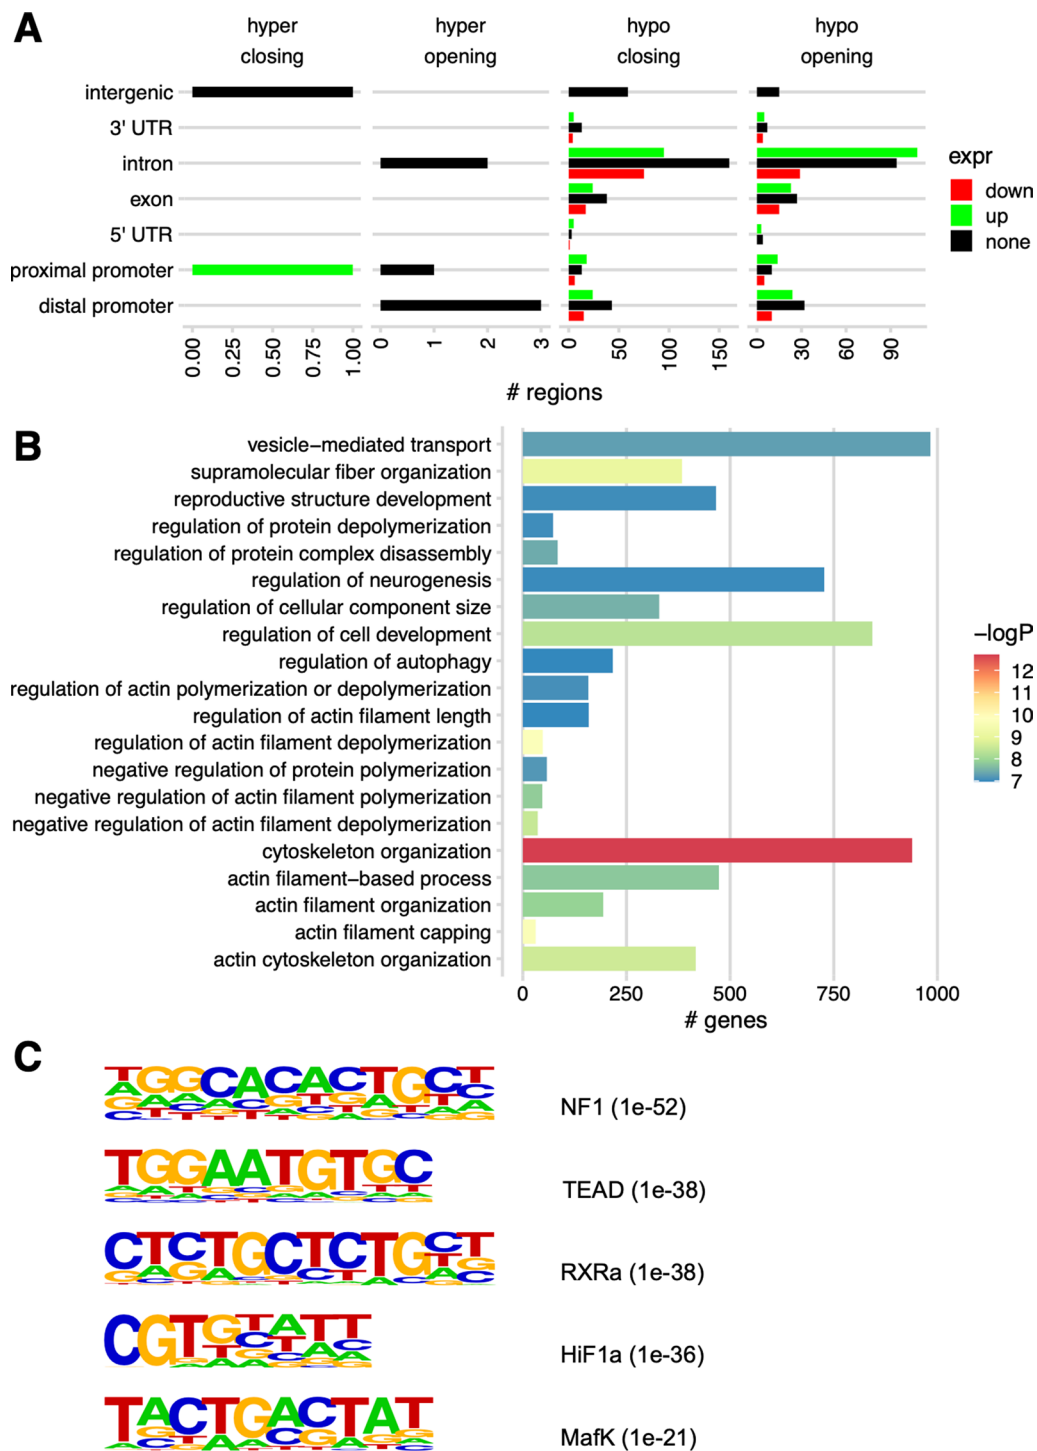 A
hyper hyper hypo hypo
closing opening closing opening
intergenic
3' UTR
intron
exon
5' UTR
proximal promoter
distal promoter
expr
down
up
none
0.00 0.25 0.50 0.75 1.00 0 1 2 3 0 50 100 150 0 30 60 90
# regions
B
vesicle−mediated transport
supramolecular fiber organization
reproductive structure development
regulation of protein depolymerization
regulation of protein complex disassembly
regulation of neurogenesis
regulation of cellular component size
regulation of cell development
regulation of autophagy
regulation of actin polymerization or depolymerization
regulation of actin filament length
regulation of actin filament depolymerization
negative regulation of protein polymerization
negative regulation of actin filament polymerization
negative regulation of actin filament depolymerization
cytoskeleton organization
actin filament−based process
actin filament organization
actin filament capping
actin cytoskeleton organization
−logP
12
11
10
9
8
7
0 250 500 750 1000
# genes
C
TGGCACACTGCT
NF1 (1e-52)
TGGAATGTGC
TEAD (1e-38)
CTCTGCTCTGCT
RXRa (1e-38)
CGTGTATT
HiF1a (1e-36)
TACTGACTAT
MafK (1e-21)